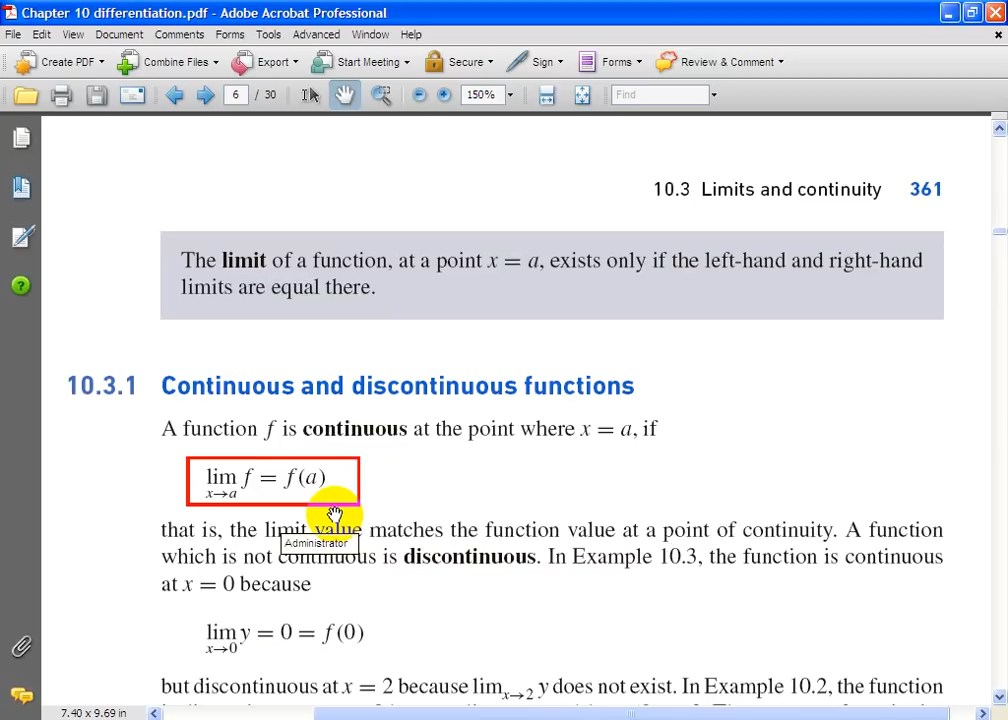 Chapter 10 differentiation.pdf - Adobe Acrobat Professional
File Edit View Document Comments Forms Tools Advanced Window Help
Create PDF Combine Files Export Start Meeting Secure Sign Forms Review & Comment
6 / 30 150% Find
10.3 Limits and continuity 361
The limit of a function, at a point x = a, exists only if the left-hand and right-hand
limits are equal there.
10.3.1 Continuous and discontinuous functions
A function f is continuous at the point where x = a, if
lim f = f(a)
x→a
that is, the limit value matches the function value at a point of continuity. A function
Administrator
which is not continuous is discontinuous. In Example 10.3, the function is continuous
at x = 0 because
lim y = 0 = f(0)
x→0
but discontinuous at x = 2 because lim x→2 y does not exist. In Example 10.2, the function
7.40 x 9.69 in